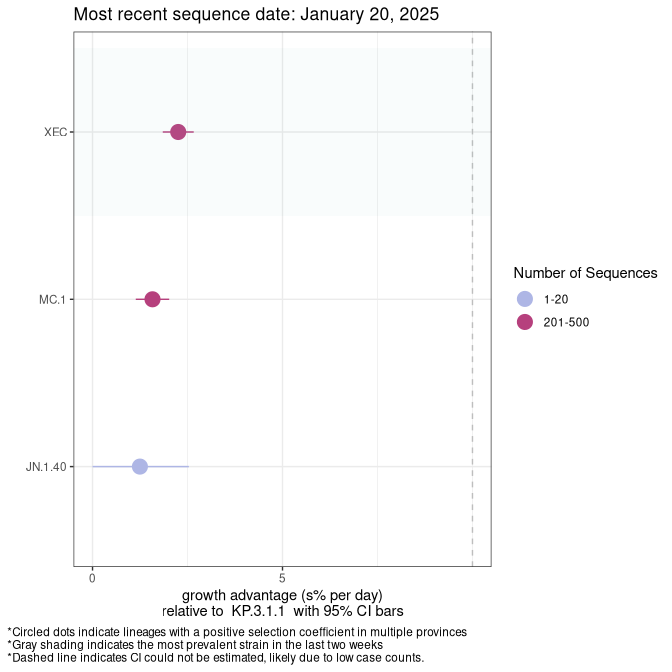 Most recent sequence date: January 20, 2025
XEC
MC.1
JN.1.40
0
5
growth advantage (s% per day)
relative to  KP.3.1.1  with 95% CI bars
Number of Sequences
1-20
201-500
*Circled dots indicate lineages with a positive selection coefficient in multiple provinces
*Gray shading indicates the most prevalent strain in the last two weeks
*Dashed line indicates CI could not be estimated, likely due to low case counts.